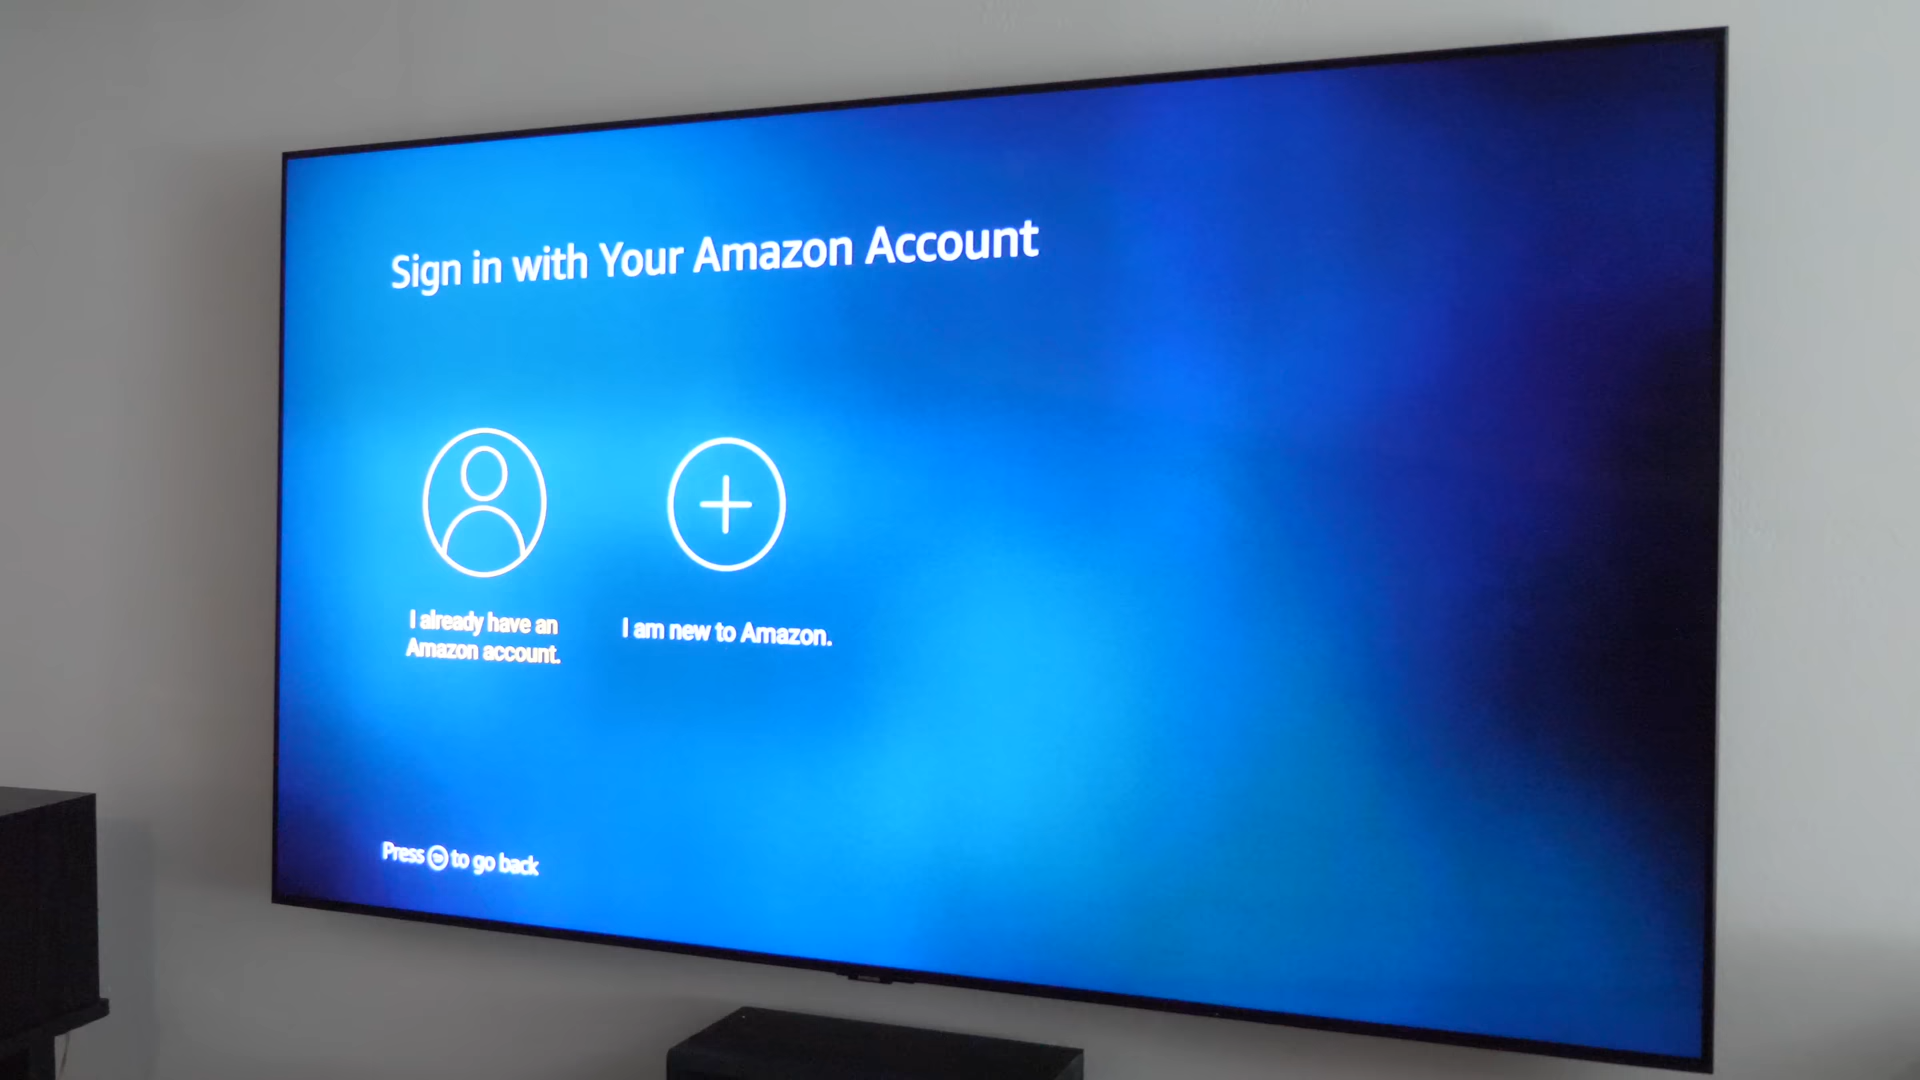 Sign in with Your Amazon Account
I already have an
Amazon account.
I am new to Amazon.
Press to go back